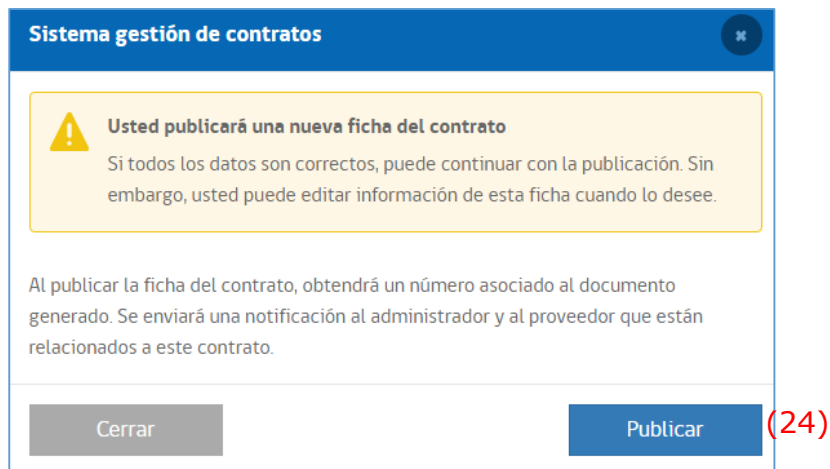 Sistema gestión de contratos
Usted publicará una nueva ficha del contrato
Si todos los datos son correctos, puede continuar con la publicación. Sin
embargo, usted puede editar información de esta ficha cuando lo desee.
Al publicar la ficha del contrato, obtendrá un número asociado al documento
generado. Se enviará una notificación al administrador y al proveedor que están
relacionados a este contrato.
Cerrar
Publicar (24)